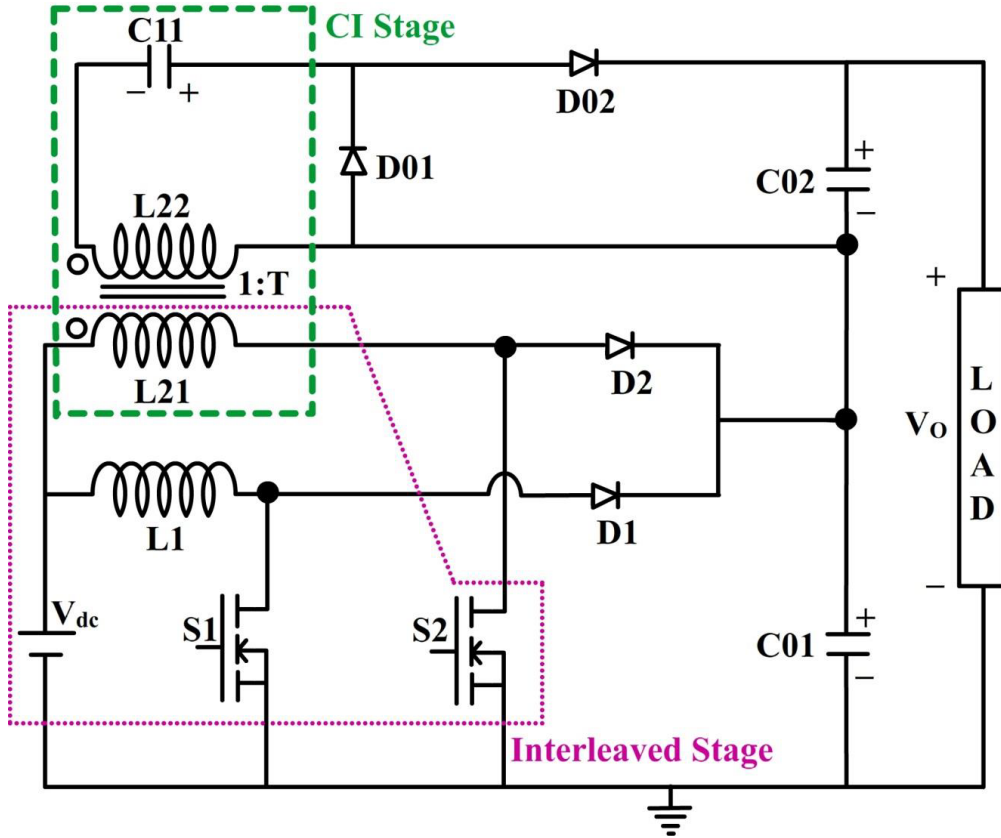 C11
CI Stage
− +
D02
D01
+
C02
−
L22
1:T
+
L21
D2
VO
LOAD
L1
D1
Vdc
S1
S2
−
+
C01
−
Interleaved Stage